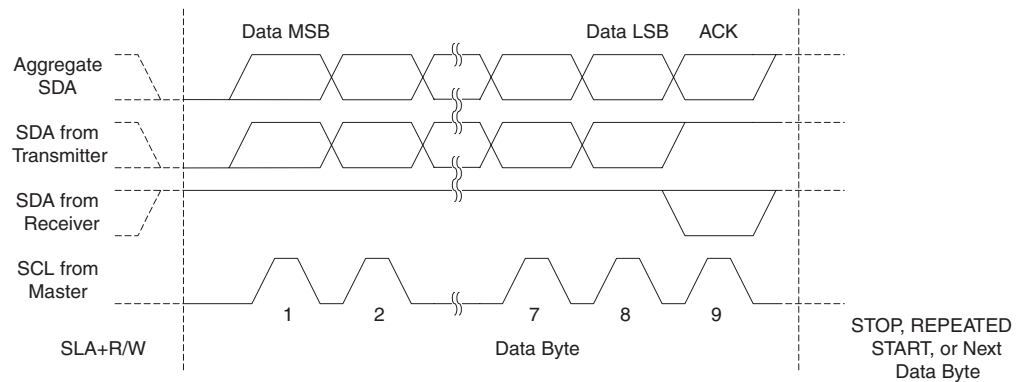 Data MSB
Data LSB
ACK
Aggregate
SDA
SDA from
Transmitter
SDA from
Receiver
SCL from
Master
1
2
7
8
9
SLA+R/W
Data Byte
STOP, REPEATED
START, or Next
Data Byte